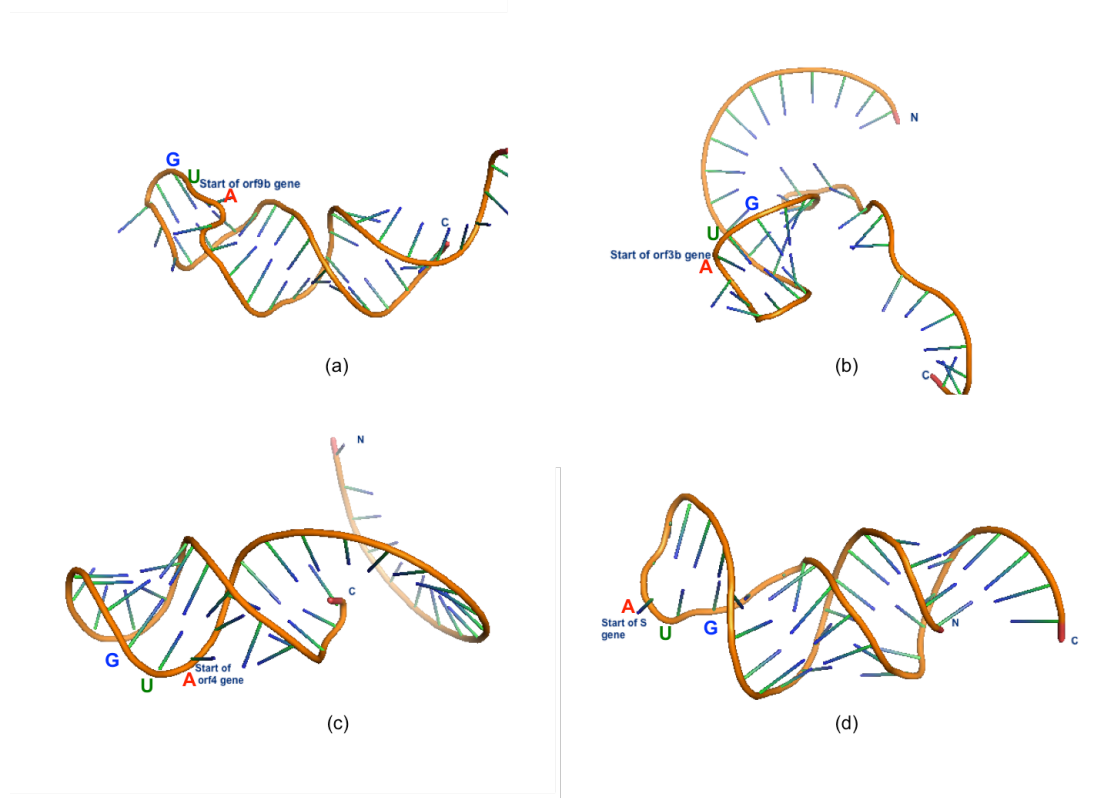 G
U
Start of orf9b gene
A
C
(a)
N
G
U
Start of orf3b gene
A
C
(b)
N
C
G
U
A
Start of
orf4 gene
(c)
A
Start of S
gene
U
G
N
C
(d)